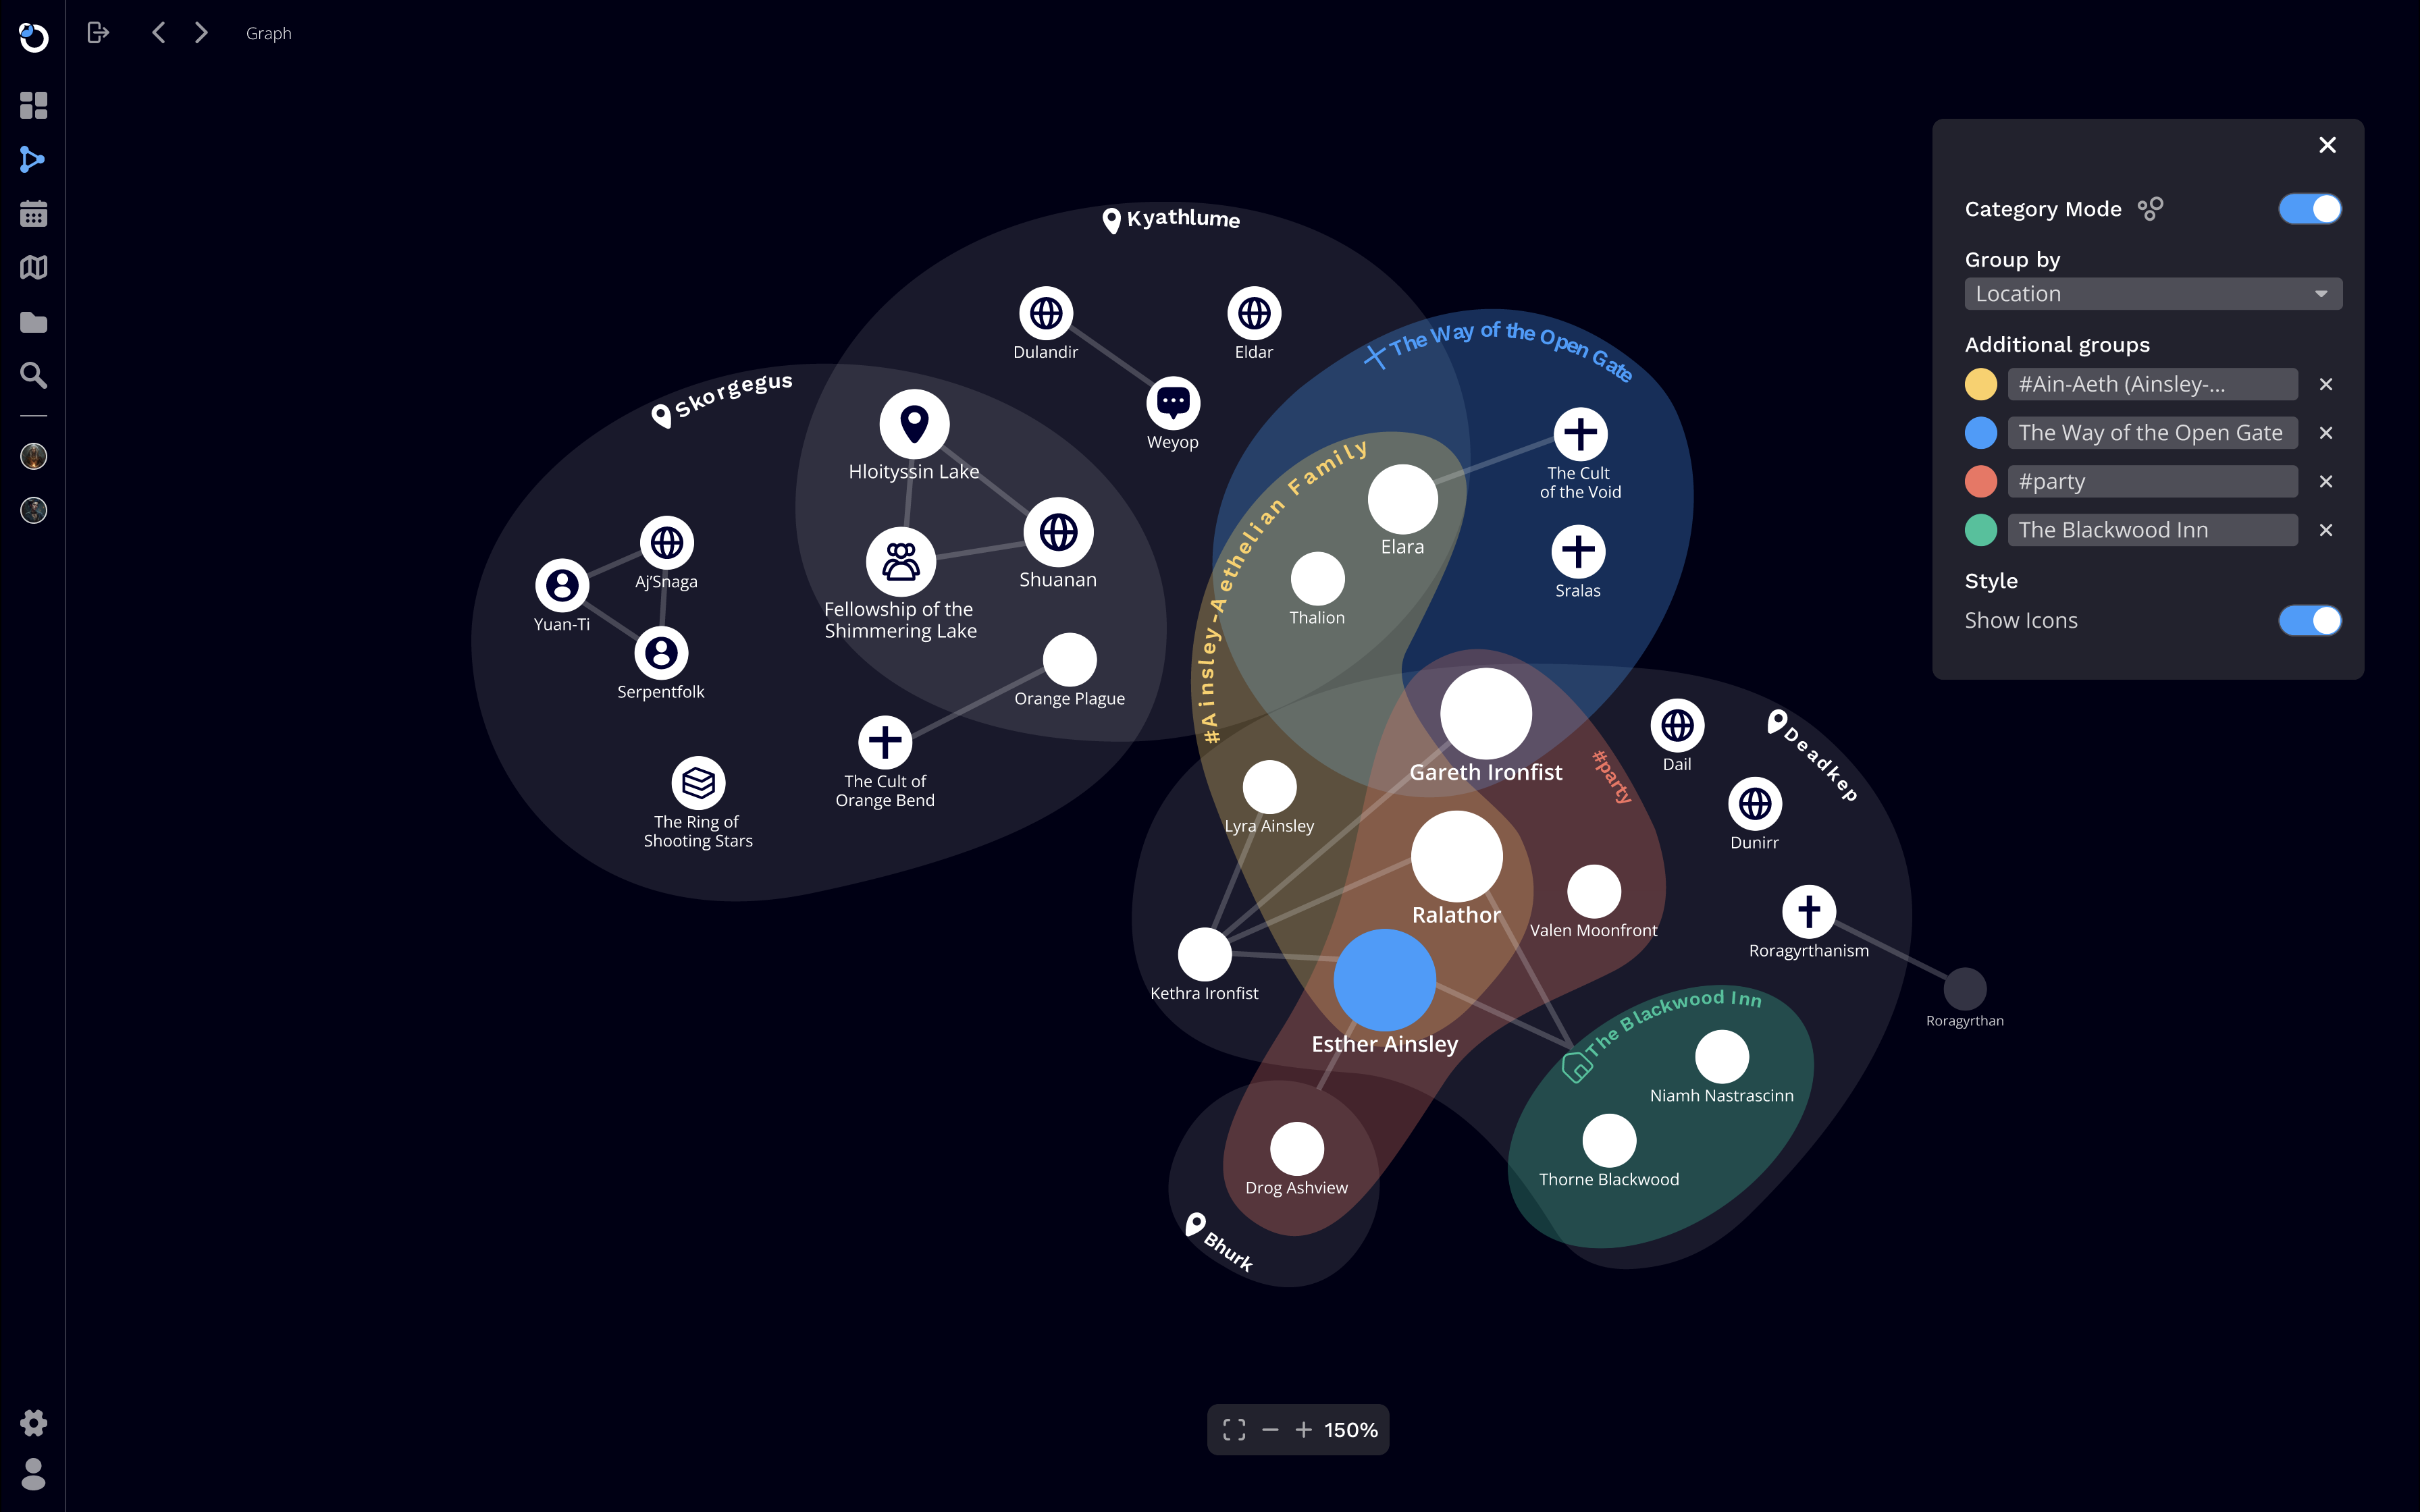 Graph
Kyathlume
Dulandir
Eldar
Weyop
Skorgegus
Hloityssin Lake
Shuanan
Fellowship of the
Shimmering Lake
Aj'Snaga
Yuan-Ti
Serpentfolk
Orange Plague
The Cult of
Orange Bend
The Ring of
Shooting Stars
The Way of the Open Gate
The Cult
of the Void
Sralas
#Ainsley-Aethelian Family
Elara
Thalion
Gareth Ironfist
#party
Dail
Deadkep
Dunirr
Lyra Ainsley
Ralathor
Valen Moonfront
Roragyrthanism
Roragyrthan
Kethra Ironfist
Esther Ainsley
The Blackwood Inn
Niamh Nastrascinn
Thorne Blackwood
Drog Ashview
Bhurk
Category Mode
Group by
Location
Additional groups
#Ain-Aeth (Ainsley-...
The Way of the Open Gate
#party
The Blackwood Inn
Style
Show Icons
150%